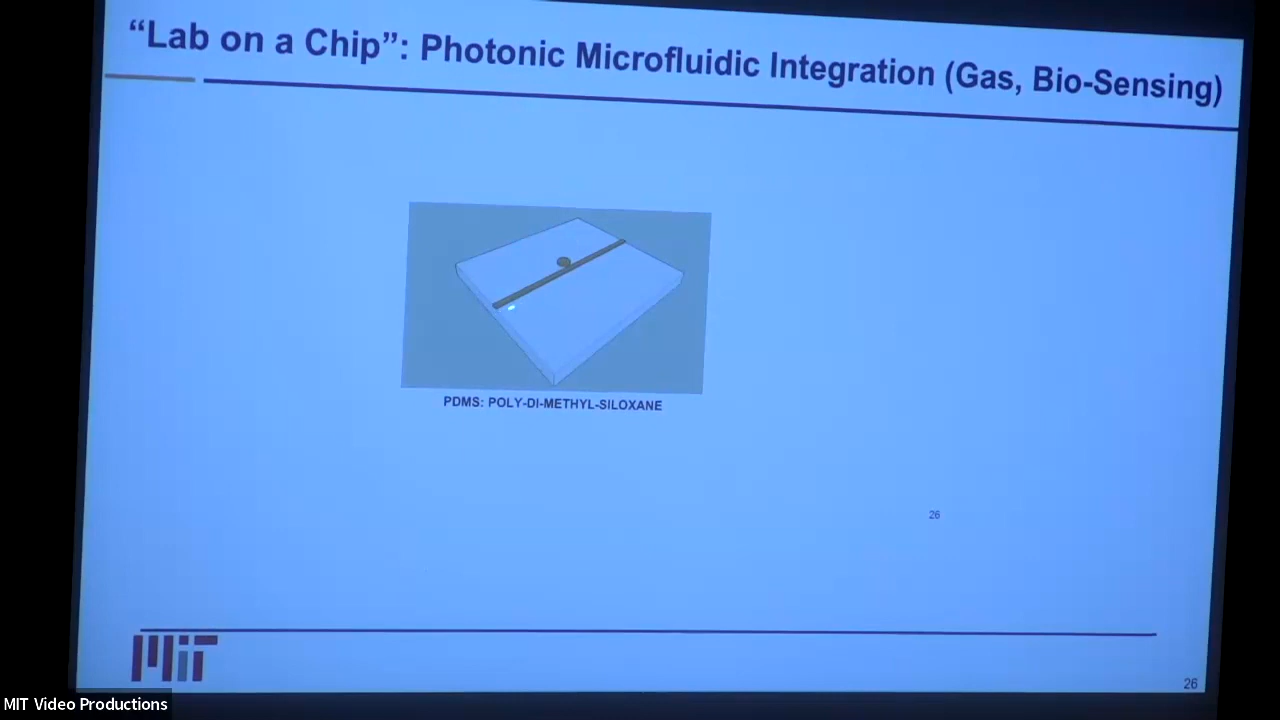 “Lab on a Chip”: Photonic Microfluidic Integration (Gas, Bio-Sensing)
PDMS: POLY-DI-METHYL-SILOXANE
26
MIT
26
MIT Video Productions